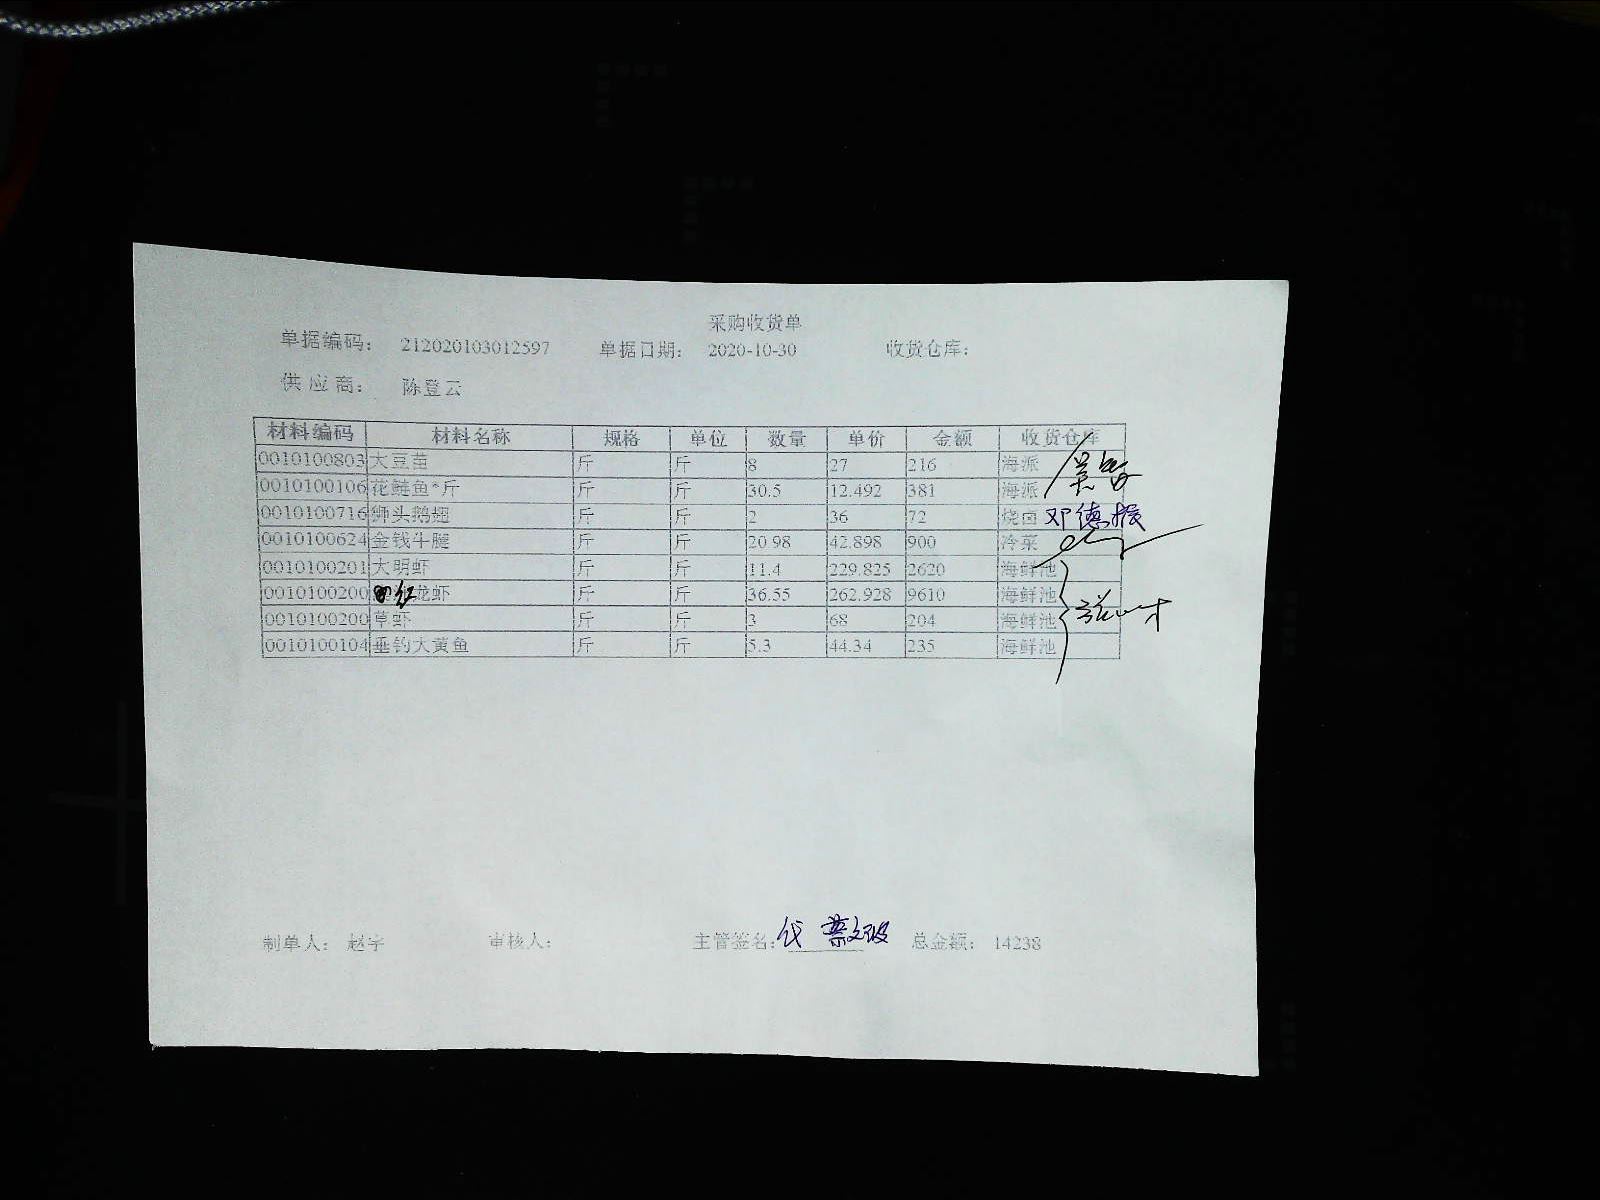 采购收货单
单据编码: 212020103012597 单据日期: 2020-10-30 收货仓库:
供应商: 陈登云
材料编码 材料名称 规格 单位 数量 单价 金额 收货仓库
0010100803 大豆苗 斤 斤 8 27 216 海派
0010100106 花鲢鱼*斤 斤 斤 30.5 12.492 381 海派
0010100716 狮头鹅翅 斤 斤 2 36 72 烧卤 邓德振
0010100624 金钱牛腱 斤 斤 20.98 42.898 900 冷菜
0010100201 大明虾 斤 斤 11.4 229.825 2620 海鲜池
0010100200 红龙虾 斤 斤 36.55 262.928 9610 海鲜池
0010100200 草虾 斤 斤 3 68 204 海鲜池
0010100104 垂钓大黄鱼 斤 斤 5.3 44.34 235 海鲜池
制单人: 赵宇 审核人: 主管签名: 代 蔡文 总金额: 14238